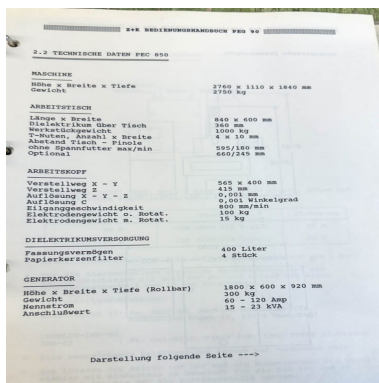 Z+K BEDIENUNGSHANDBUCH PEG 90
2.2 TECHNISCHE DATEN PEC 850
MASCHINE
Höhe x Breite x Tiefe 2760 x 1110 x 1840 mm
Gewicht 2750 kg
ARBEITSTISCH
Länge x Breite 840 x 600 mm
Dielektrikum über Tisch 360 mm
Werkstückgewicht 1000 kg
T-Nuten, Anzahl x Breite 4 x 10 mm
Abstand Tisch - Pinole
ohne Spannfutter max/min 595/180 mm
Optional 660/245 mm
ARBEITSKOPF
Verstellweg X - Y 565 x 400 mm
Verstellweg Z 415 mm
Auflösung X - Y - Z 0,001 mm
Auflösung C 0,001 Winkelgrad
Eilganggeschwindigkeit 800 mm/min
Elektrodengewicht o. Rotat. 100 kg
Elektrodengewicht m. Rotat. 15 kg
DIELEKTRIKUMSVERSORGUNG
Fassungsvermögen 400 Liter
Papierkerzenfilter 4 Stück
GENERATOR
Höhe x Breite x Tiefe (Rollbar) 1800 x 600 x 920 mm
Gewicht 300 kg
Nennstrom 60 - 120 Amp
Anschlußwert 15 - 23 kVA
Darstellung folgende Seite --->